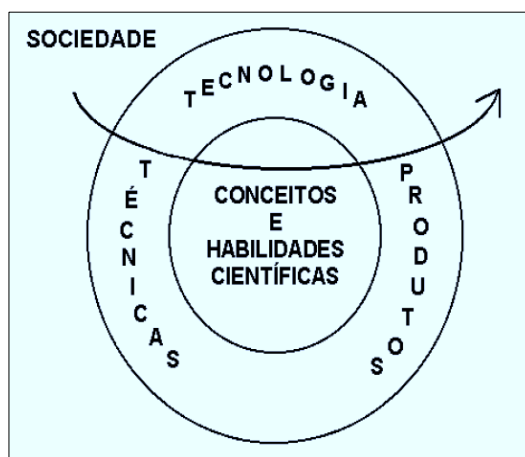 SOCIEDADE
TECNOLOGIA
TÉCNICAS
PRODUTOS
CONCEITOS
E
HABILIDADES
CIENTÍFICAS